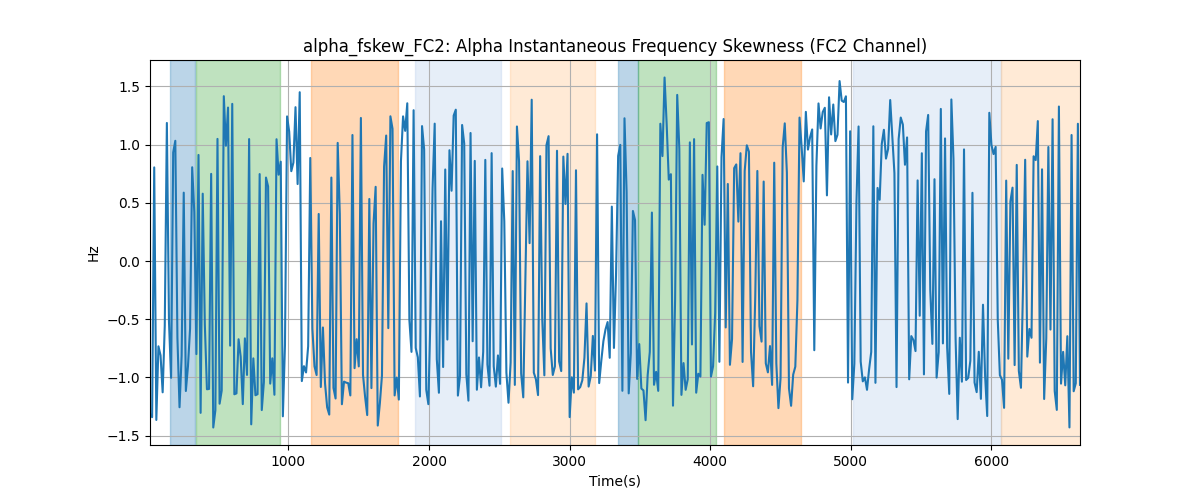 alpha_fskew_FC2: Alpha Instantaneous Frequency Skewness (FC2 Channel)
1.5
1.0
0.5
0.0
−0.5
−1.0
−1.5
Hz
1000 2000 3000 4000 5000 6000
Time(s)